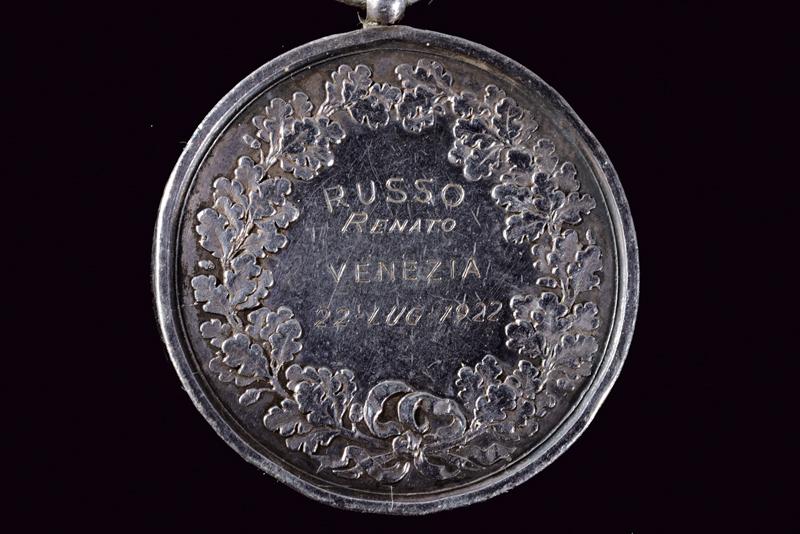 RUSSO
RENATO
VENEZIA
22 LUG 1922